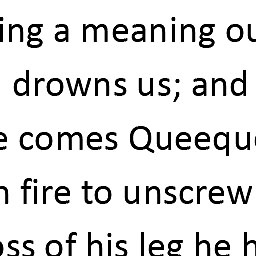 ing a meaning ou
drowns us; and
e comes Queequ
n fire to unscrew
oss of his leg he h